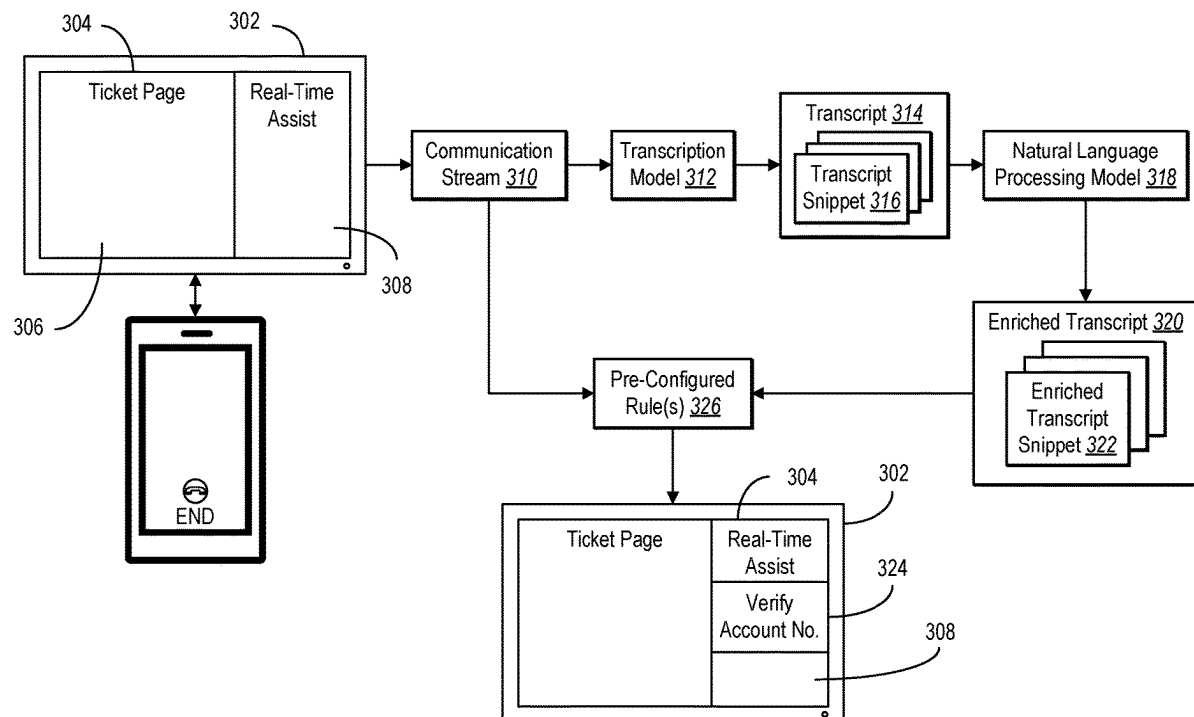 304
302
Ticket Page
Real-Time
Assist
306
308
END
Communication
Stream 310
Transcription
Model 312
Transcript 314
Transcript
Snippet 316
Natural Language
Processing Model 318
Enriched Transcript 320
Enriched
Transcript
Snippet 322
Pre-Configured
Rule(s) 326
304
302
Ticket Page
Real-Time
Assist
324
Verify
Account No.
308